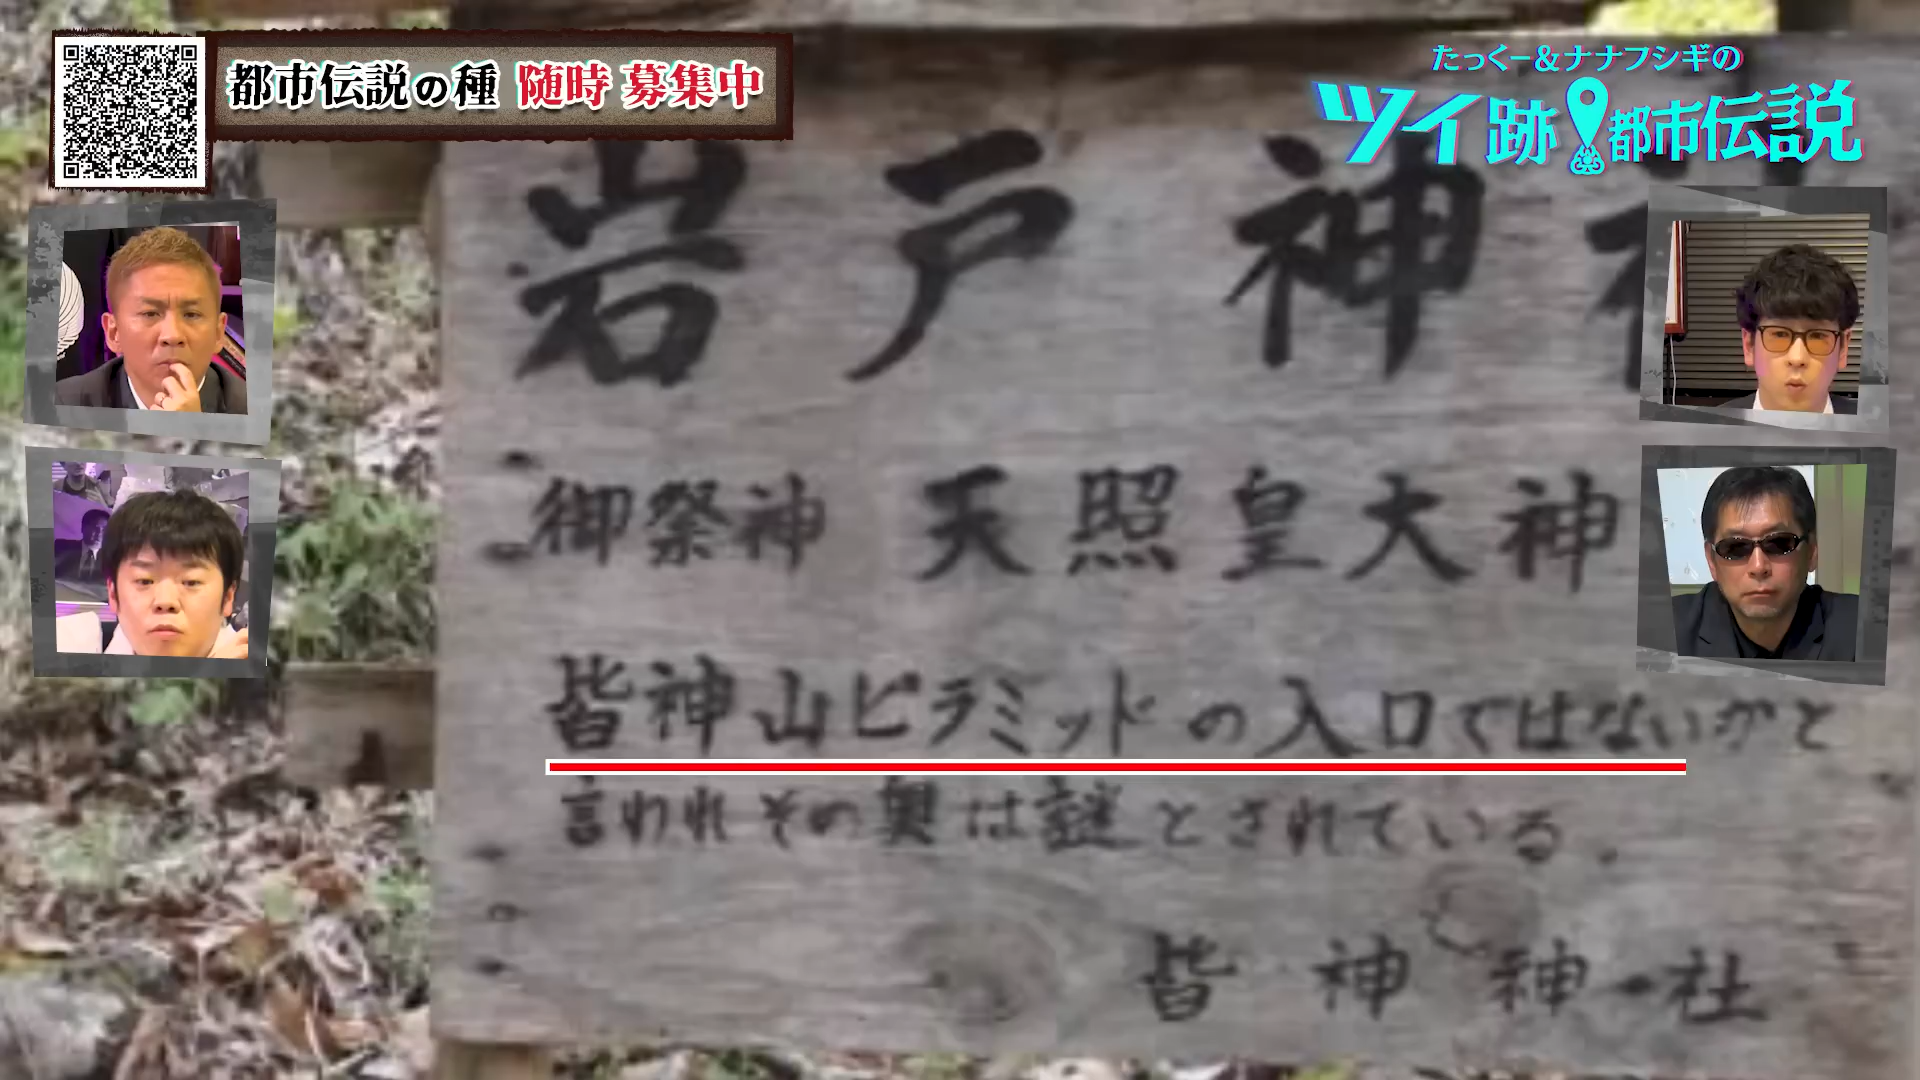 都市伝説の種 随時 募集中
たっくー&ナナフシギの
ツイ跡都市伝説
岩戸神
御祭神 天照皇大神
皆神山ピラミッドの入口ではないかと
言われその奥は謎とされている。
皆神神社